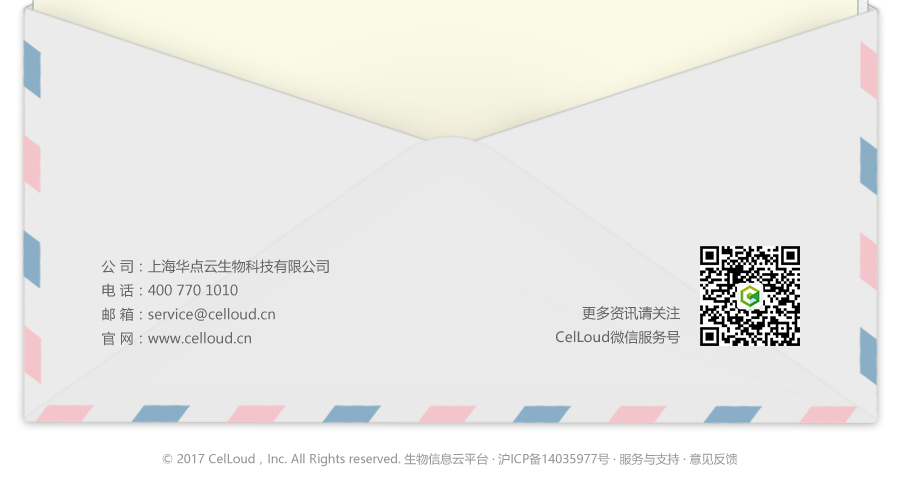 公 司：上海华点云生物科技有限公司
电 话：400 770 1010
邮 箱：service@celloud.cn
官 网：www.celloud.cn
更多资讯请关注
CelLoud微信服务号
© 2017 CelLoud , Inc. All Rights reserved. 生物信息云平台 · 沪ICP备14035977号 · 服务与支持 · 意见反馈